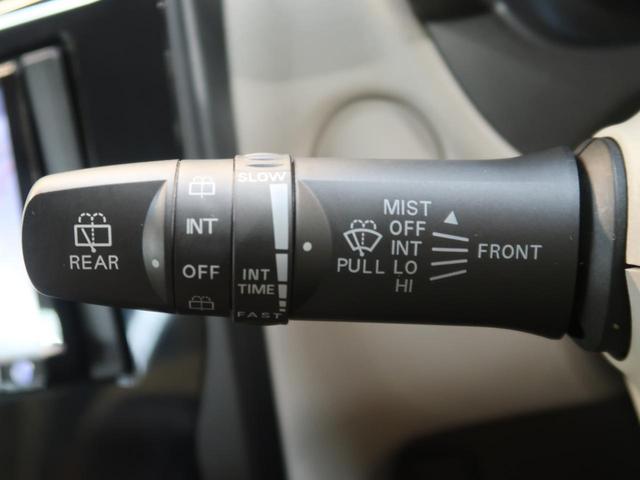 REAR
INT
OFF
SLOW
INT
TIME
FAST
MIST
OFF
INT
PULL LO
HI
FRONT